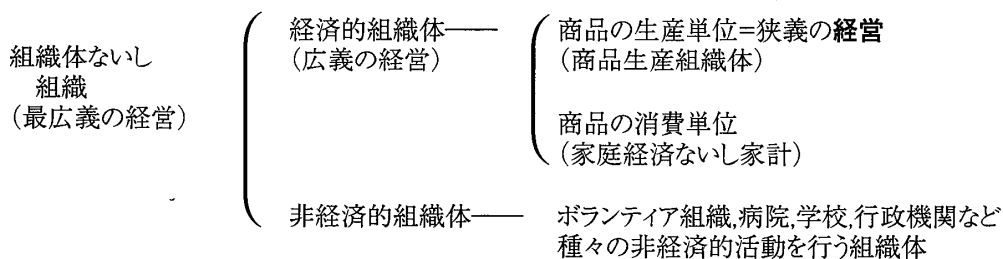 組織体ないし
組織
(最広義の経営)
経済的組織体──
(広義の経営)
商品の生産単位=狭義の経営
(商品生産組織体)
商品の消費単位
(家庭経済ないし家計)
非経済的組織体──
ボランティア組織,病院,学校,行政機関など
種々の非経済的活動を行う組織体